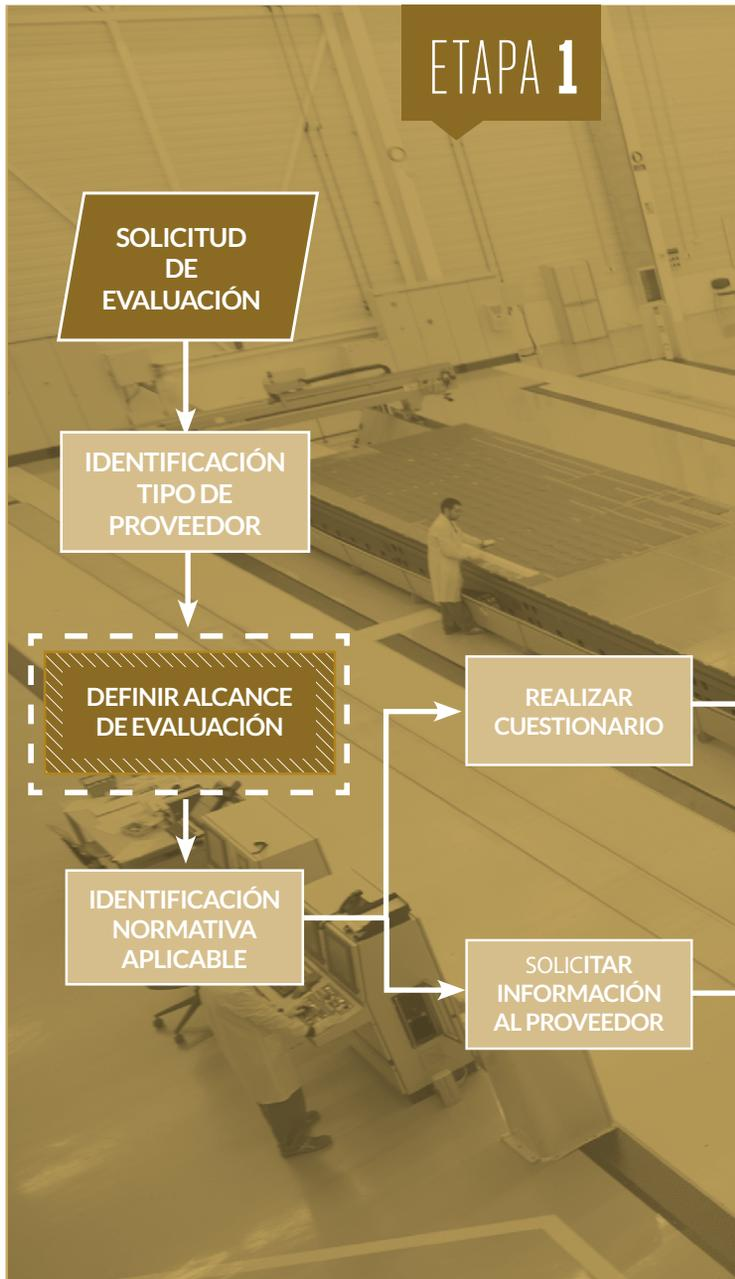 ETAPA 1
SOLICITUD
DE
EVALUACIÓN
IDENTIFICACIÓN
TIPO DE
PROVEEDOR
DEFINIR ALCANCE
DE EVALUACIÓN
IDENTIFICACIÓN
NORMATIVA
APLICABLE
REALIZAR
CUESTIONARIO
SOLICITAR
INFORMACIÓN
AL PROVEEDOR